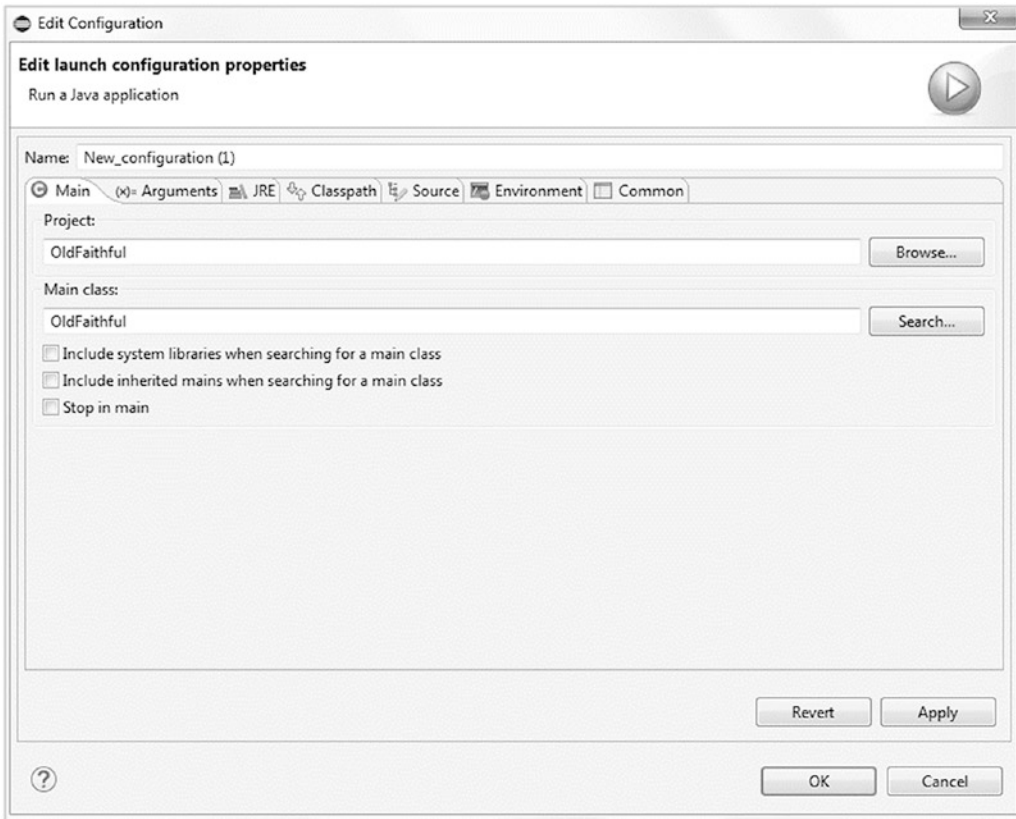 Edit Configuration
Edit launch configuration properties
Run a Java application
Name: New_configuration (1)
Main (x)= Arguments JRE Classpath Source Environment Common
Project:
OldFaithful Browse...
Main class:
OldFaithful Search...
Include system libraries when searching for a main class
Include inherited mains when searching for a main class
Stop in main
Revert Apply
? OK Cancel